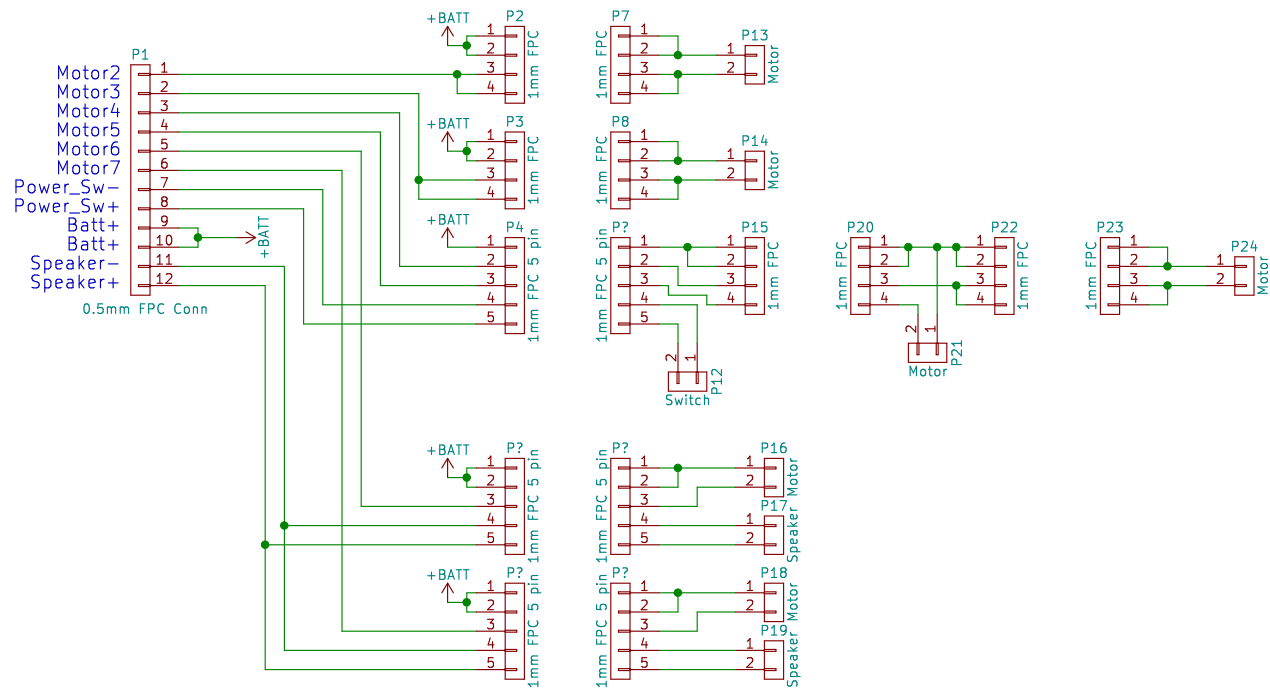 P1
Motor2
Motor3
Motor4
Motor5
Motor6
Motor7
Power_Sw-
Power_Sw+
Batt+
Batt+
Speaker-
Speaker+
1
2
3
4
5
6
7
8
9
10
11
12
+BATT
0.5mm FPC Conn
+BATT
P2
1
2
3
4
1mm FPC
P7
1
2
3
4
1mm FPC
P13
1
2
Motor
+BATT
P3
1
2
3
4
1mm FPC
P8
1
2
3
4
1mm FPC
P14
1
2
Motor
+BATT
P4
1
2
3
4
5
1mm FPC 5 pin
P?
1
2
3
4
5
1mm FPC 5 pin
P15
1
2
3
4
1mm FPC
2
1
P12
Switch
P20
1
2
3
4
1mm FPC
P22
1
2
3
4
1mm FPC
2
1
P21
Motor
P23
1
2
3
4
1mm FPC
P24
1
2
Motor
+BATT
P?
1
2
3
4
5
1mm FPC 5 pin
P?
1
2
3
4
5
1mm FPC 5 pin
P16
1
2
Motor
P17
1
2
Speaker
+BATT
P?
1
2
3
4
5
1mm FPC 5 pin
P?
1
2
3
4
5
1mm FPC 5 pin
P18
1
2
Motor
P19
1
2
Speaker